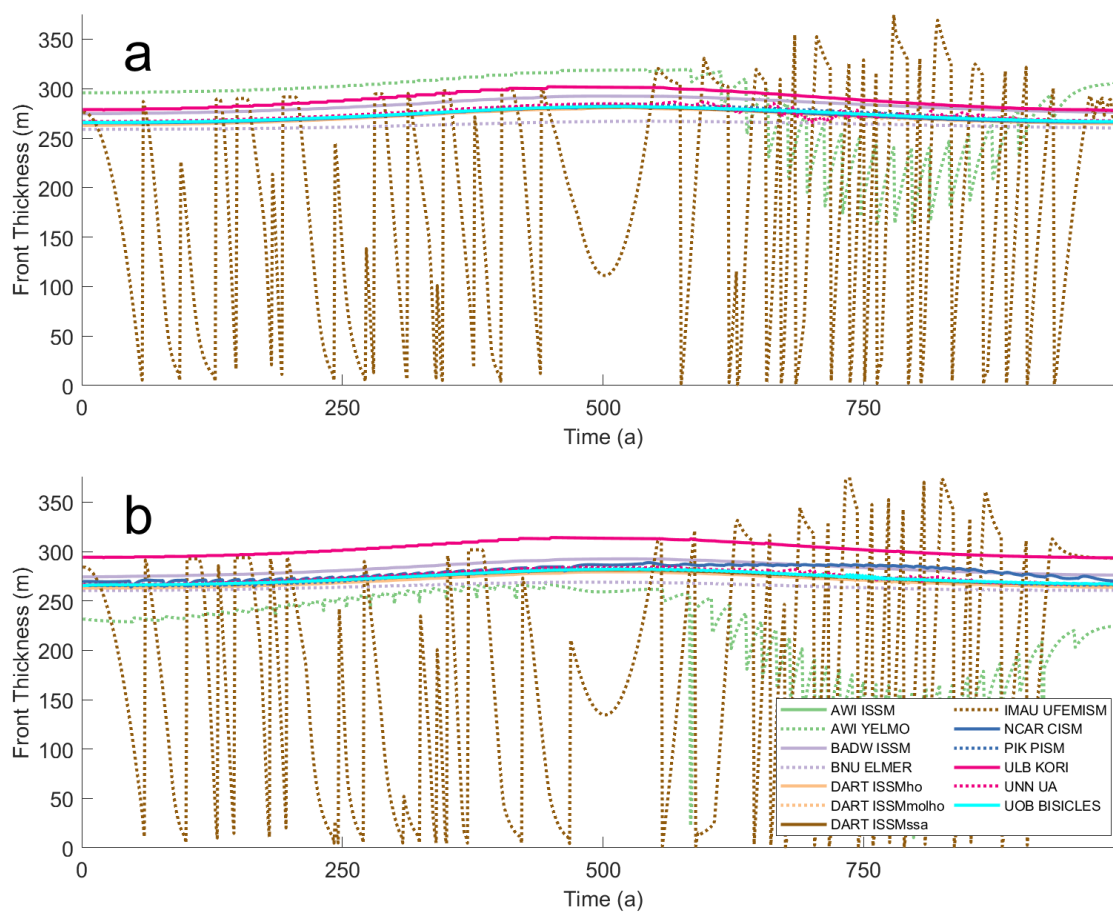 a
350
300
250
200
150
100
50
0
Front Thickness (m)
0
250
500
750
Time (a)
b
350
300
250
200
150
100
50
0
Front Thickness (m)
0
250
500
750
Time (a)
AWI ISSM
AWI YELMO
BADW ISSM
BNU ELMER
DART ISSMho
DART ISSMmolho
DART ISSMssa
IMAU UFEMISM
NCAR CISM
PIK PISM
ULB KORI
UNN UA
UOB BISICLES